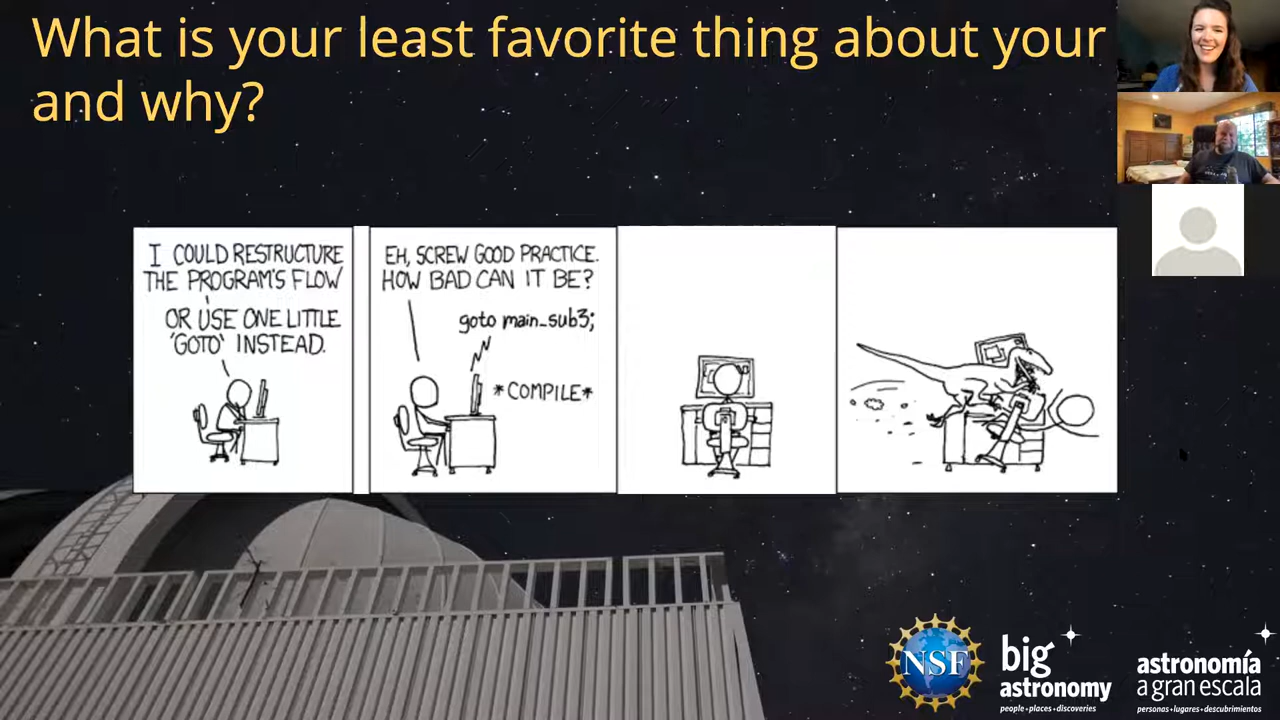 What is your least favorite thing about your
and why?
I COULD RESTRUCTURE
THE PROGRAM'S FLOW
OR USE ONE LITTLE
'GOTO' INSTEAD.
EH, SCREW GOOD PRACTICE.
HOW BAD CAN IT BE?
goto main_sub3;
*COMPILE*
NSF
big
astronomy
people • places • discoveries
astronomía
a gran escala
personas • lugares • descubrimientos